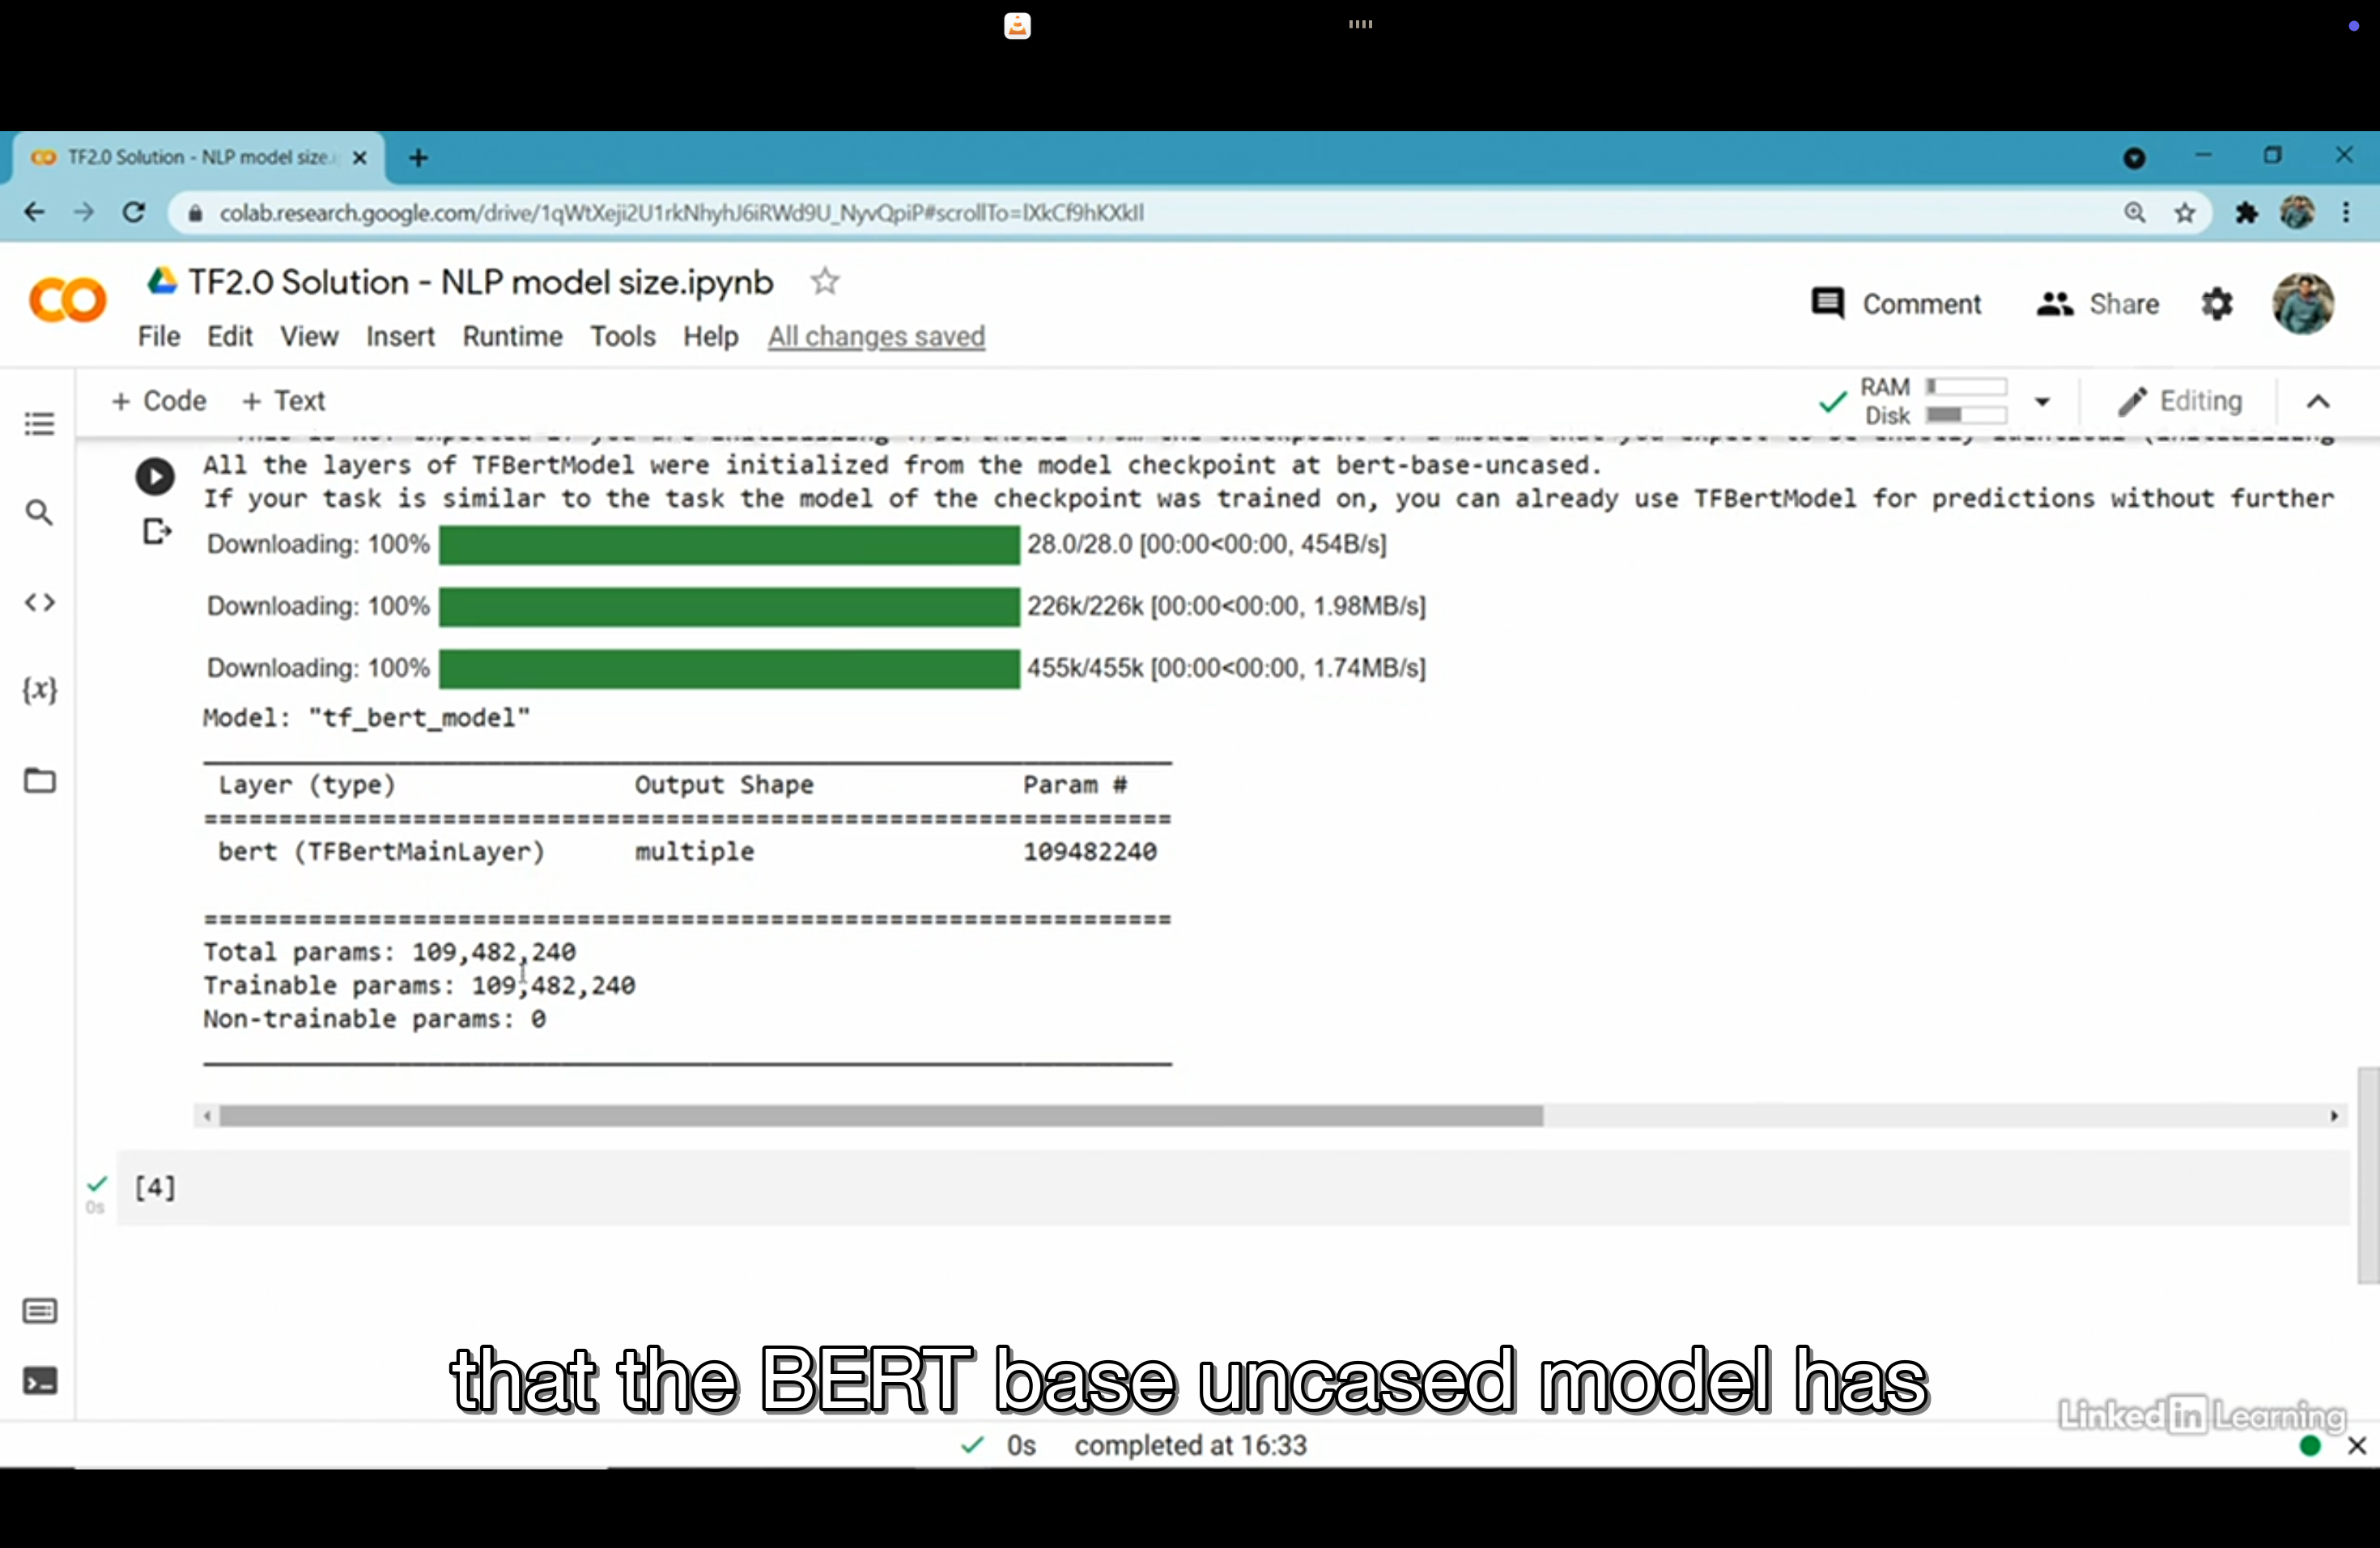 TF2.0 Solution - NLP model size.i
colab.research.google.com/drive/1qWtXeji2U1rkNhyhJ6iRWd9U_NyvQpiP#scrollTo=lXkCf9hKXkIl
TF2.0 Solution - NLP model size.ipynb
Comment
Share
File Edit View Insert Runtime Tools Help All changes saved
+ Code + Text
RAM
Disk
Editing
All the layers of TFBertModel were initialized from the model checkpoint at bert-base-uncased.
If your task is similar to the task the model of the checkpoint was trained on, you can already use TFBertModel for predictions without further
Downloading: 100% 28.0/28.0 [00:00<00:00, 454B/s]
Downloading: 100% 226k/226k [00:00<00:00, 1.98MB/s]
Downloading: 100% 455k/455k [00:00<00:00, 1.74MB/s]
Model: "tf_bert_model"
Layer (type) Output Shape Param #
bert (TFBertMainLayer) multiple 109482240
Total params: 109,482,240
Trainable params: 109,482,240
Non-trainable params: 0
[4]
0s
that the BERT base uncased model has
Linked in Learning
0s completed at 16:33